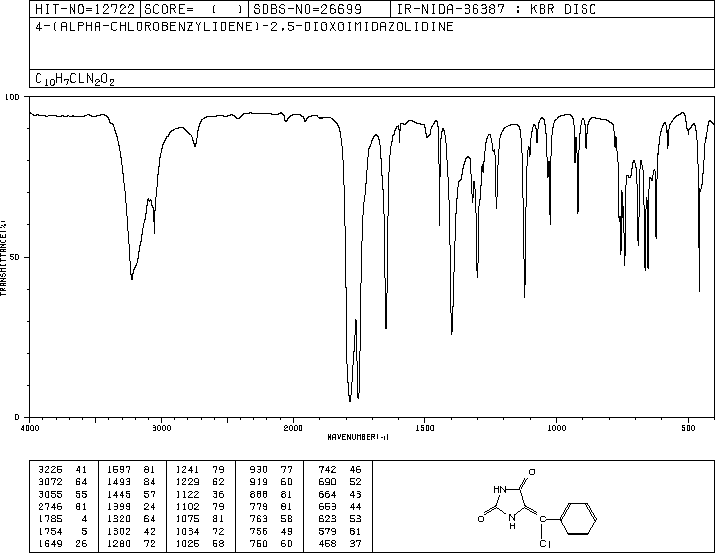 HIT-NO=12722 SCORE= ( ) SDBS-NO=26699 IR-NIDA-36387 : KBR DISC
4-(ALPHA-CHLOROBENZYLIDENE)-2,5-DIOXOIMIDAZOLIDINE
C10H7CLN2O2
100
50
0
TRANSMITTANCE(%)
4000 3000 2000 1500 1000 500
WAVENUMBER(-1)
3225 41 1597 81 1241 79 930 77 742 46
3072 64 1493 84 1229 62 919 60 690 52
3055 55 1445 57 1122 36 888 81 664 43
2746 81 1399 24 1102 79 779 81 653 44
1785 4 1320 64 1075 81 763 58 623 53
1754 5 1302 42 1034 72 756 49 579 81
1649 26 1280 72 1026 58 750 60 458 37
O
HN
O
N
H
Cl